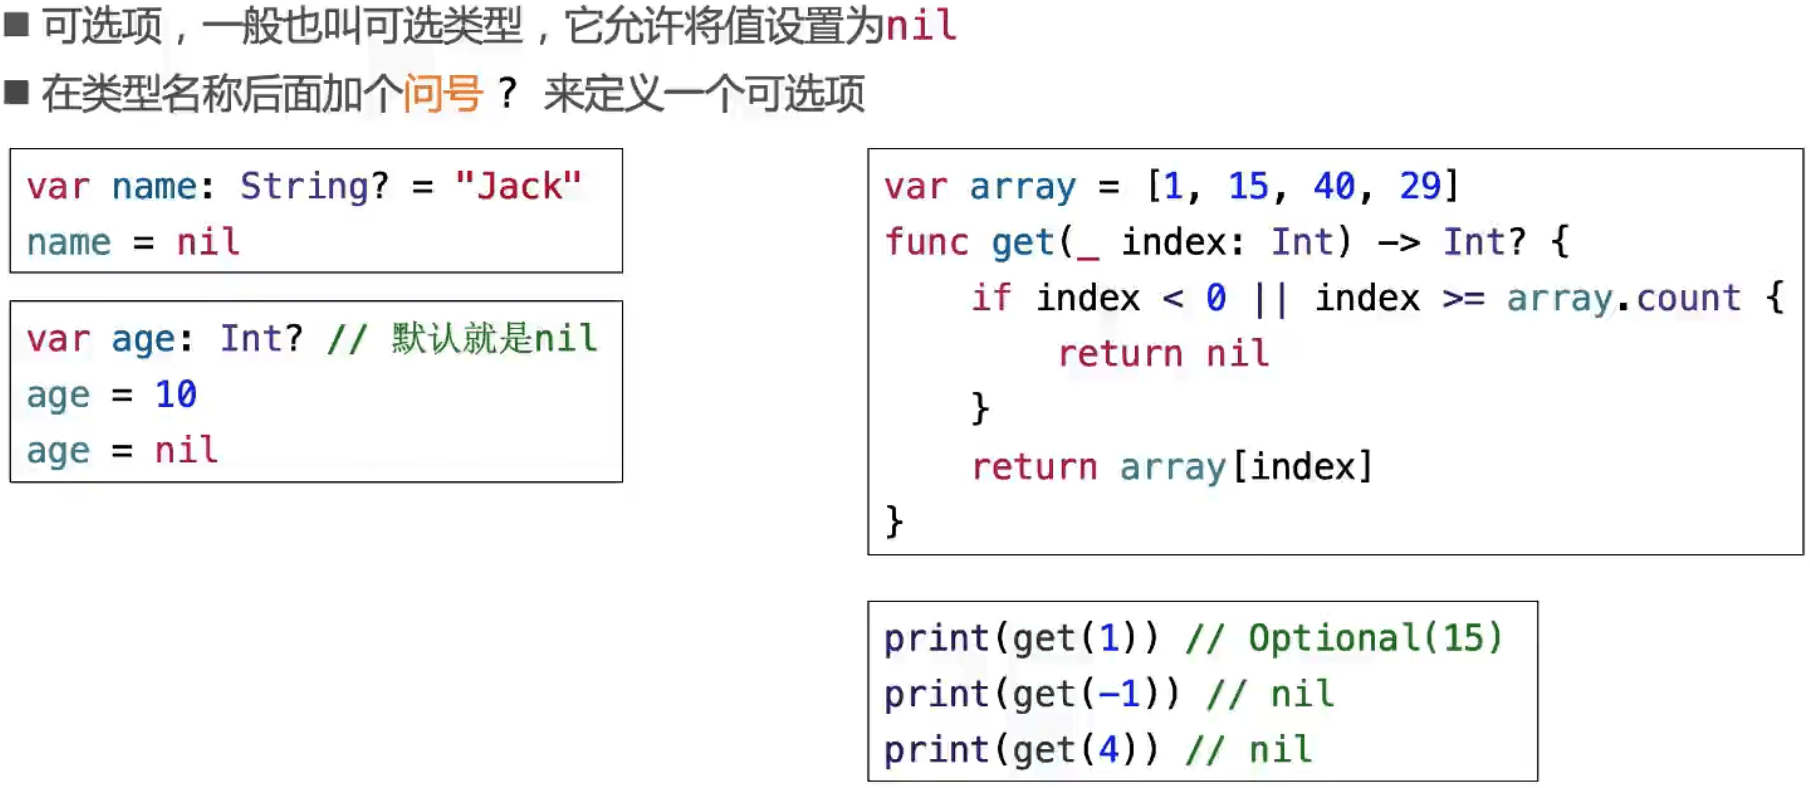 ■ 可选项，一般也叫可选类型，它允许将值设置为nil
■ 在类型名称后面加个问号 ? 来定义一个可选项
var name: String? = "Jack"
name = nil
var age: Int? // 默认就是nil
age = 10
age = nil
var array = [1, 15, 40, 29]
func get(_ index: Int) -> Int? {
    if index < 0 || index >= array.count {
        return nil
    }
    return array[index]
}
print(get(1)) // Optional(15)
print(get(-1)) // nil
print(get(4)) // nil